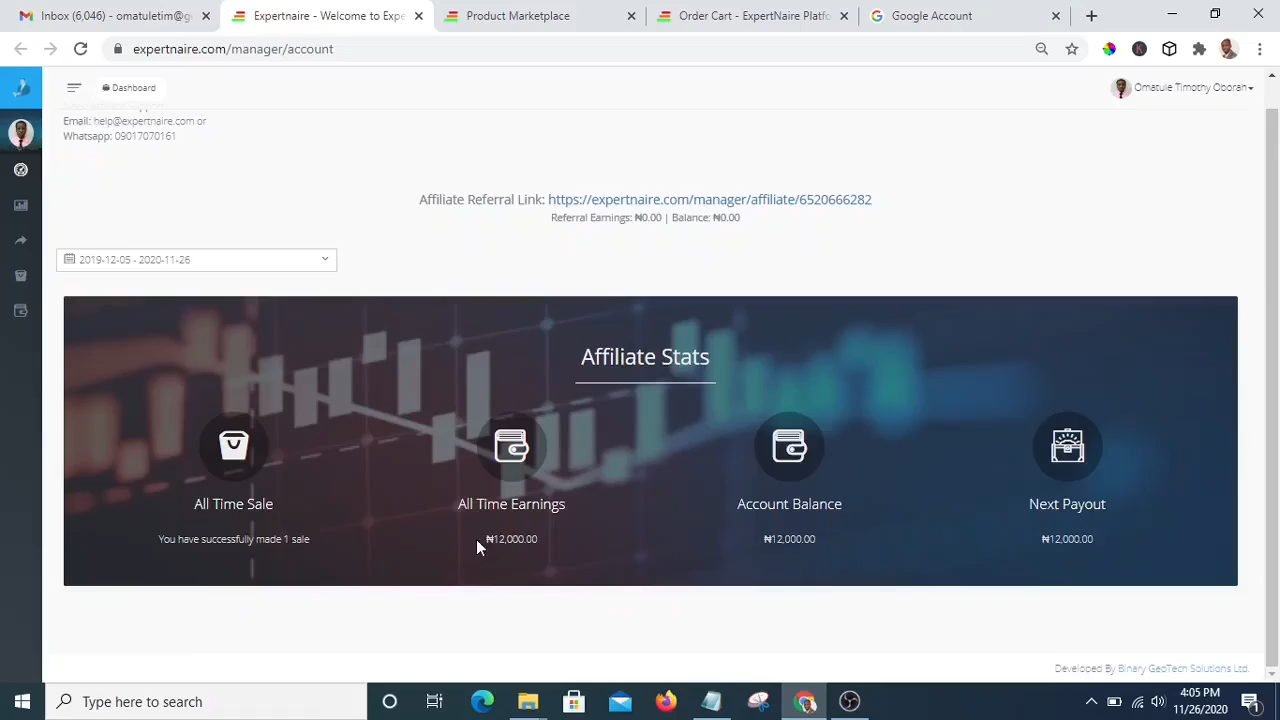 Inbox (6,046) - omatuletim@
Expertnaire - Welcome to Expe
Product Marketplace
Order Cart - ExpertNaire Platfo
Google Account
expertnaire.com/manager/account
Dashboard
Omatule Timothy Oborah
Email: help@expertnaire.com or
Whatsapp: 09017070161
Affiliate Referral Link: https://expertnaire.com/manager/affiliate/6520666282
Referral Earnings: ₦0.00 | Balance: ₦0.00
2019-12-05 - 2020-11-26
Affiliate Stats
All Time Sale
All Time Earnings
Account Balance
Next Payout
You have successfully made 1 sale
₦12,000.00
₦12,000.00
₦12,000.00
Developed By Binary GeoTech Solutions Ltd.
Type here to search
4:05 PM
11/26/2020